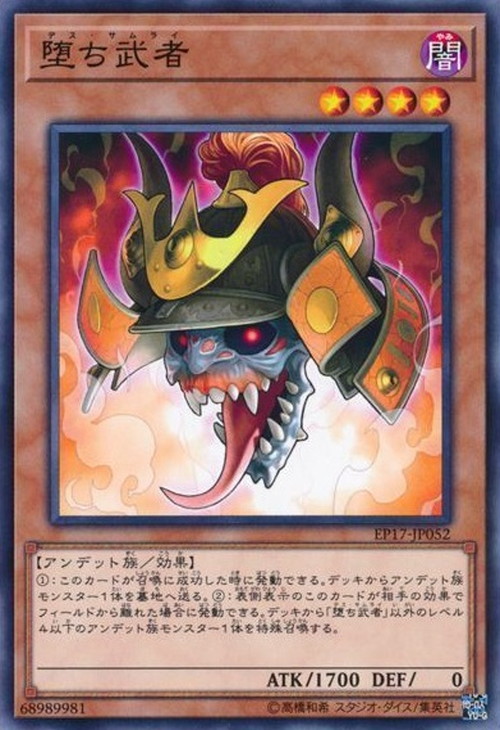 デス・サムライ
堕ち武者
やみ
闇
EP17-JP052
【アンデット族／効果】
①：このカードが召喚に成功した時に発動できる。デッキからアンデット族
モンスター1体を墓地へ送る。②：表側表示のこのカードが相手の効果で
フィールドから離れた場合に発動できる。デッキから「堕ち武者」以外のレベル
4以下のアンデット族モンスター1体を特殊召喚する。
ATK/1700 DEF/ 0
68989981
©高橋和希 スタジオ・ダイス/集英社